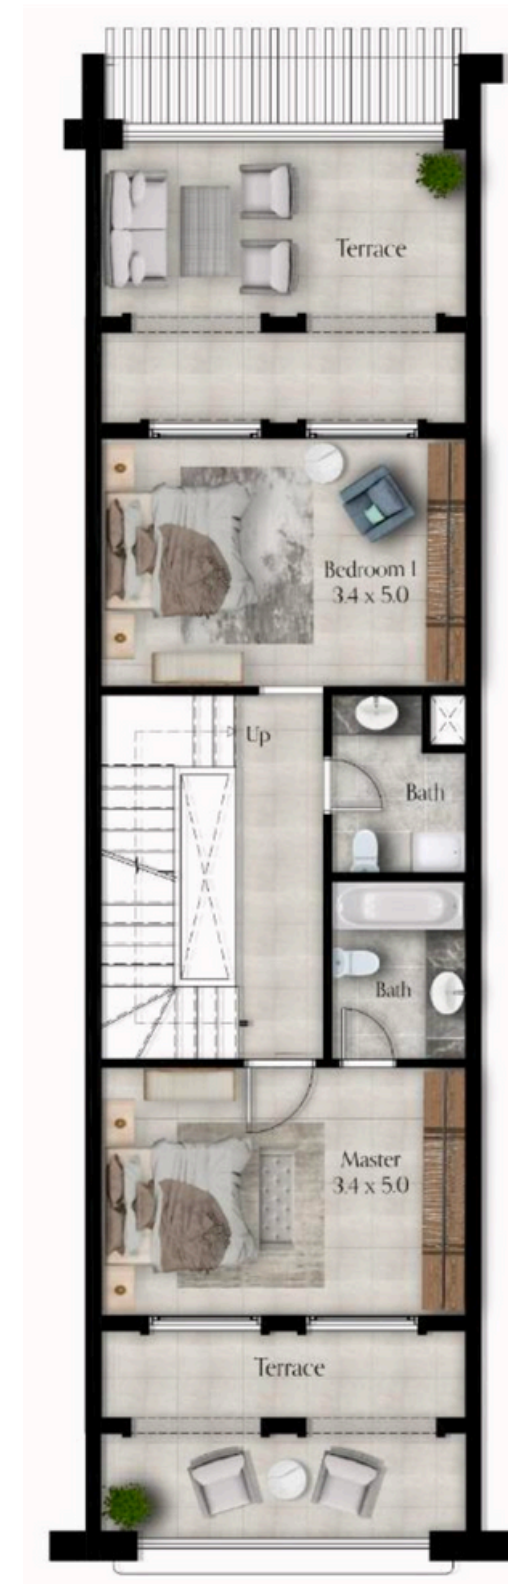 Terrace
Bedroom 1
3.4 x 5.0
Up
Bath
Bath
Master
3.4 x 5.0
Terrace